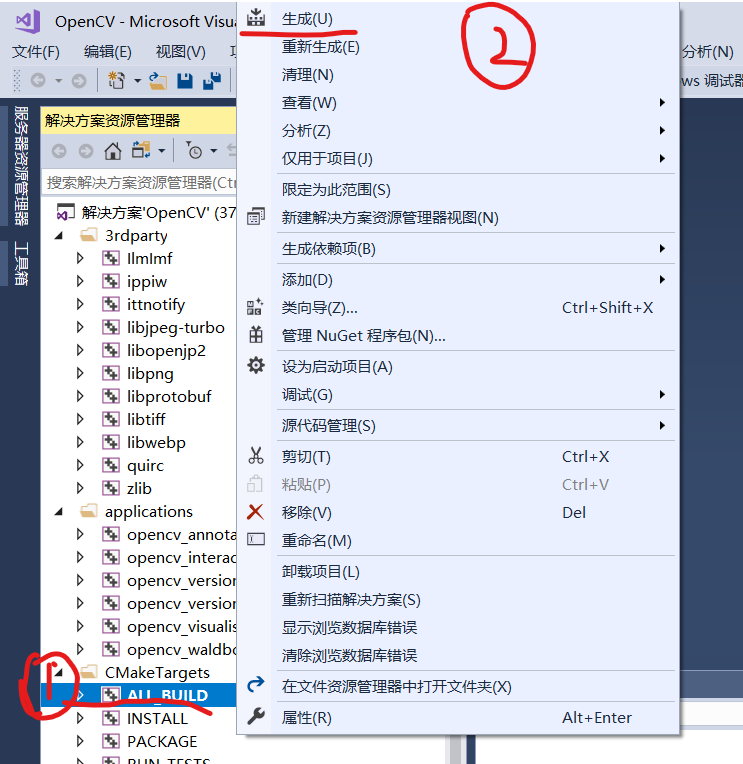 OpenCV - Microsoft Visu
文件(F) 编辑(E) 视图(V)
分析(N)
ws 调试器
服务器资源管理器
工具箱
解决方案资源管理器
搜索解决方案资源管理器(Ctr
解决方案'OpenCV' (37
3rdparty
IlmImf
ippiw
ittnotify
libjpeg-turbo
libopenjp2
libpng
libprotobuf
libtiff
libwebp
quirc
zlib
applications
opencv_annota
opencv_interac
opencv_version
opencv_version
opencv_visualis
opencv_waldbo
CMakeTargets
ALL_BUILD
INSTALL
PACKAGE
RUN_TESTS
1
2
生成(U)
重新生成(E)
清理(N)
查看(W)
分析(Z)
仅用于项目(J)
限定为此范围(S)
新建解决方案资源管理器视图(N)
生成依赖项(B)
添加(D)
类向导(Z)... Ctrl+Shift+X
管理 NuGet 程序包(N)...
设为启动项目(A)
调试(G)
源代码管理(S)
剪切(T) Ctrl+X
粘贴(P) Ctrl+V
移除(V) Del
重命名(M)
卸载项目(L)
重新扫描解决方案(S)
显示浏览数据库错误
清除浏览数据库错误
在文件资源管理器中打开文件夹(X)
属性(R) Alt+Enter